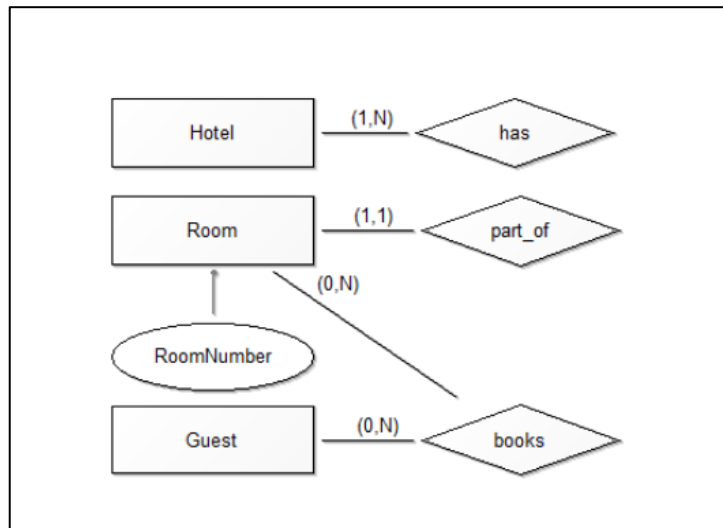 Hotel (1,N) has
Room (1,1) part_of
(0,N)
RoomNumber
Guest (0,N) books